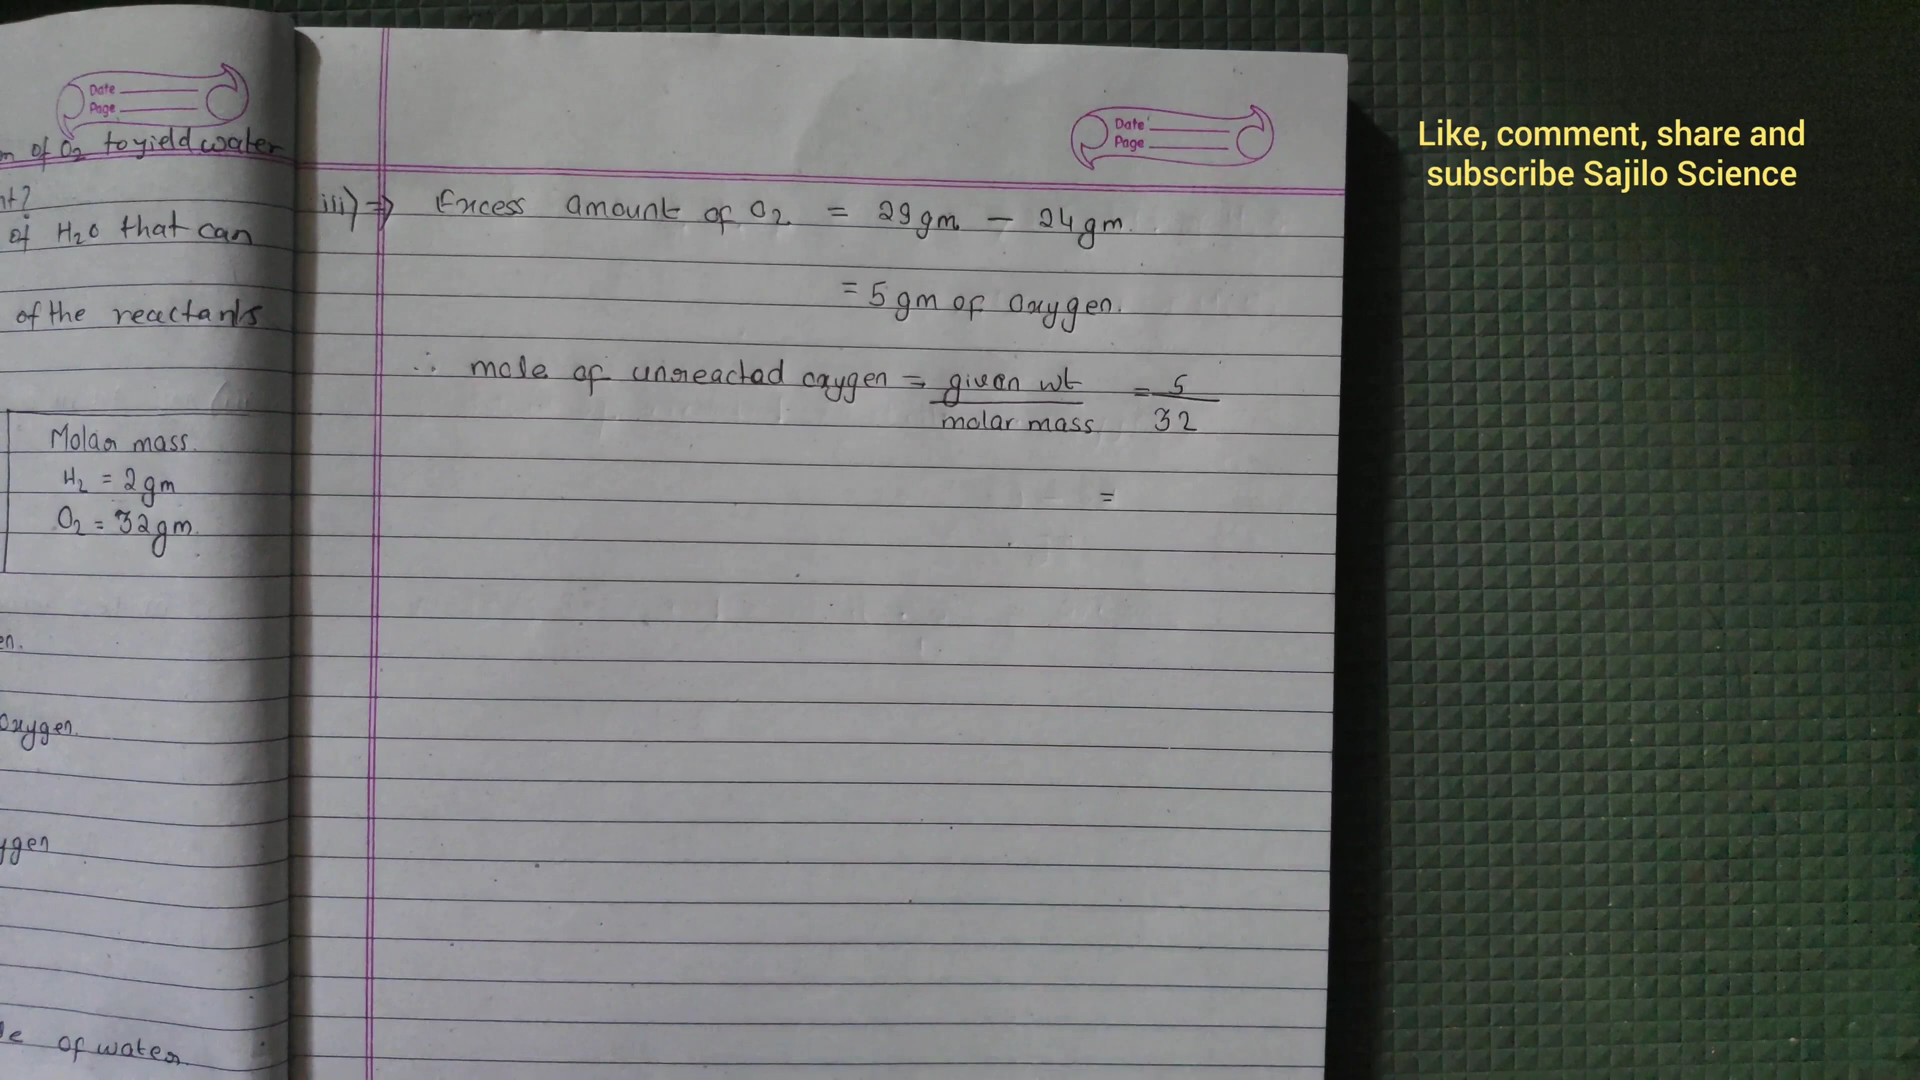 Date
Page
of O2 to yield water
of H2O that can
of the reactants
Molar mass.
H2 = 2gm
O2 = 32gm.
en.
Oxygen.
ygen
of water
Date
Page
iii) ⇒ Excess amount of O2 = 29gm - 24gm.
= 5gm of Oxygen.
∴ mole of unreacted oxygen = given wt / molar mass = 5 / 32
=
Like, comment, share and
subscribe Sajilo Science